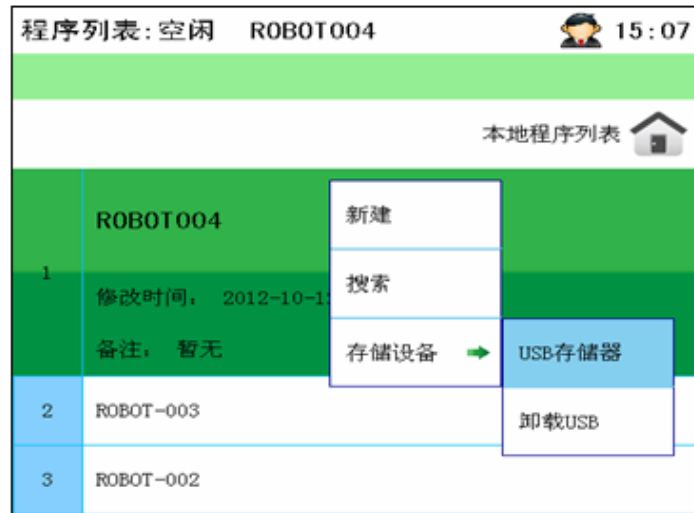 程序列表:空闲 ROBOT004 15:07
本地程序列表
1
ROBOT004
修改时间: 2012-10-1
备注: 暂无
新建
搜索
存储设备
USB存储器
卸载USB
2 ROBOT-003
3 ROBOT-002